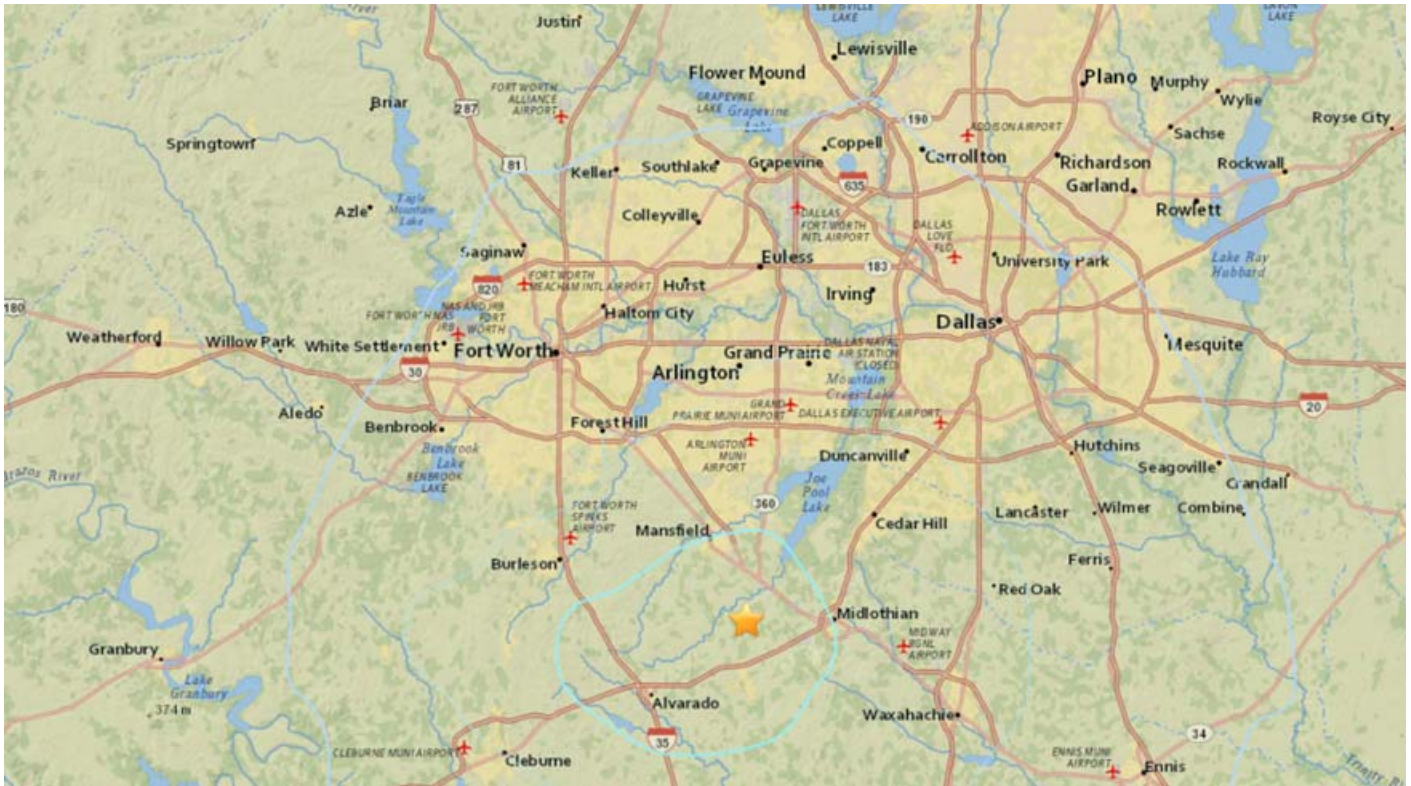 Justin
LEWISVILLE
LAKE
LAVON
LAKE
Lewisville
Flower Mound
Plano
Murphy
Wylie
FORT WORTH
ALLIANCE
AIRPORT
GRAPEVINE
LAKE
Grapevine
Lake
Briar
287
190
ADDISON AIRPORT
Royse City
Sachse
Springtown
81
Coppell
Carrollton
Richardson
Rockwall
Keller
Southlake
Grapevine
635
Garland
Rowlett
Azle
Eagle
Mountain
Lake
Colleyville
DALLAS
FORT WORTH
INTL AIRPORT
DALLAS
LOVE
FLD
Saginaw
Euless
183
University Park
Lake Ray
Hubbard
FORT WORTH
MEACHAM INTL AIRPORT
820
Hurst
Irving
180
NAS AND JRB
FORT
WORTH
FORT WORTH NAS
JRB
Haltom City
Dallas
Weatherford
Willow Park
White Settlement
Fort Worth
Grand Prairie
DALLAS NAVAL
AIR STATION
(CLOSED)
Mesquite
30
Arlington
Mountain
Creek Lake
Aledo
GRAND
PRAIRIE MUNI AIRPORT
DALLAS EXECUTIVE AIRPORT
20
Benbrook
Forest Hill
ARLINGTON
MUNI
AIRPORT
Duncanville
Hutchins
Benbrook
Lake
BENBROOK
LAKE
Joe
Pool
Lake
Seagoville
Crandall
Brazos River
FORT WORTH
SPINKS
AIRPORT
360
Mansfield
Cedar Hill
Lancaster
Wilmer
Combine
Burleson
Ferris
Red Oak
Midlothian
Granbury
MIDWAY
RGNL
AIRPORT
Lake
Granbury
374 m
Alvarado
Waxahachie
35
34
CLEBURNE MUNI AIRPORT
Cleburne
ENNIS MUNI
AIRPORT
Ennis